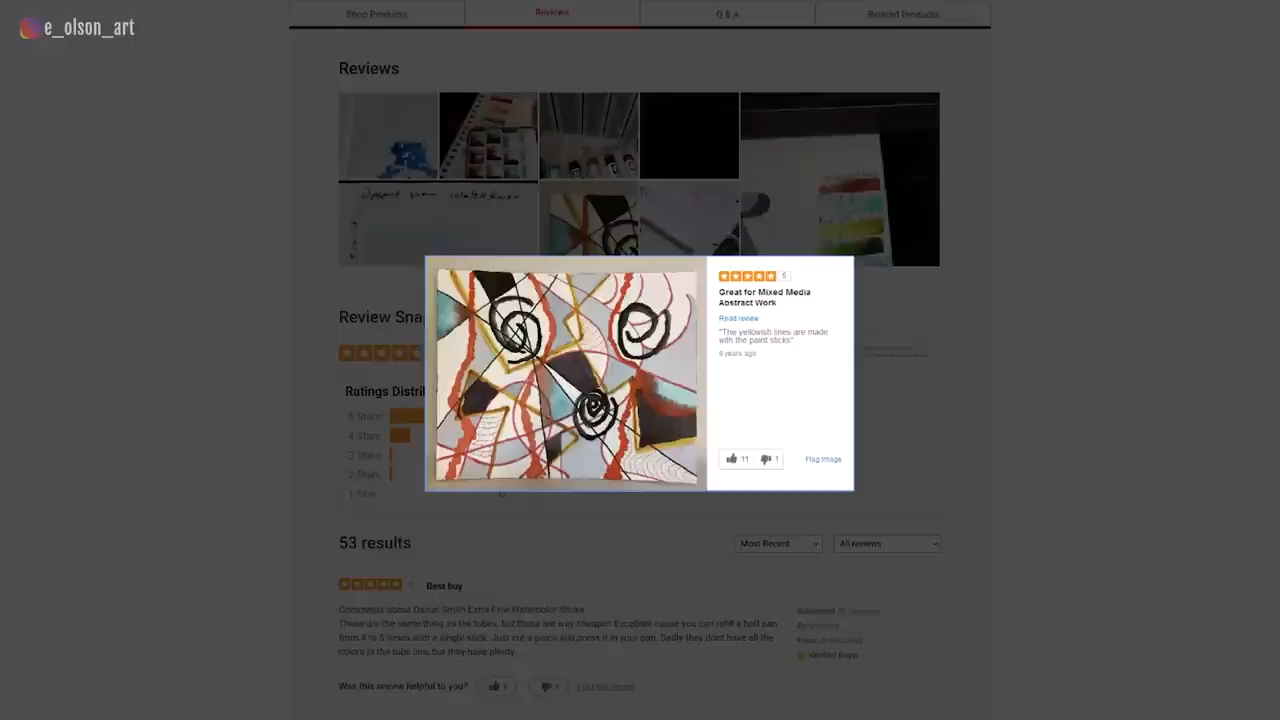 e_olson_art
Shop Products
Reviews
Q & A
Related Products
Reviews
Review Sna
Ratings Distri
5 Stars
4 Stars
3 Stars
2 Stars
1 Star
0
5
Great for Mixed Media
Abstract Work
Read review
"The yellowish lines are made
with the paint sticks"
6 years ago
11
1
Flag Image
53 results
Most Recent
All reviews
Best buy
Comments about Daniel Smith Extra Fine Watercolor Sticks
These are the same thing as the tubes, but these are way cheaper. Excellent cause you can refill a half pan
from 4 to 5 times with a single stick. Just cut a piece and press it in your pan. Sadly they dont have all the
colors in the tube line, but they have plenty.
Verified Buyer
Was this review helpful to you?